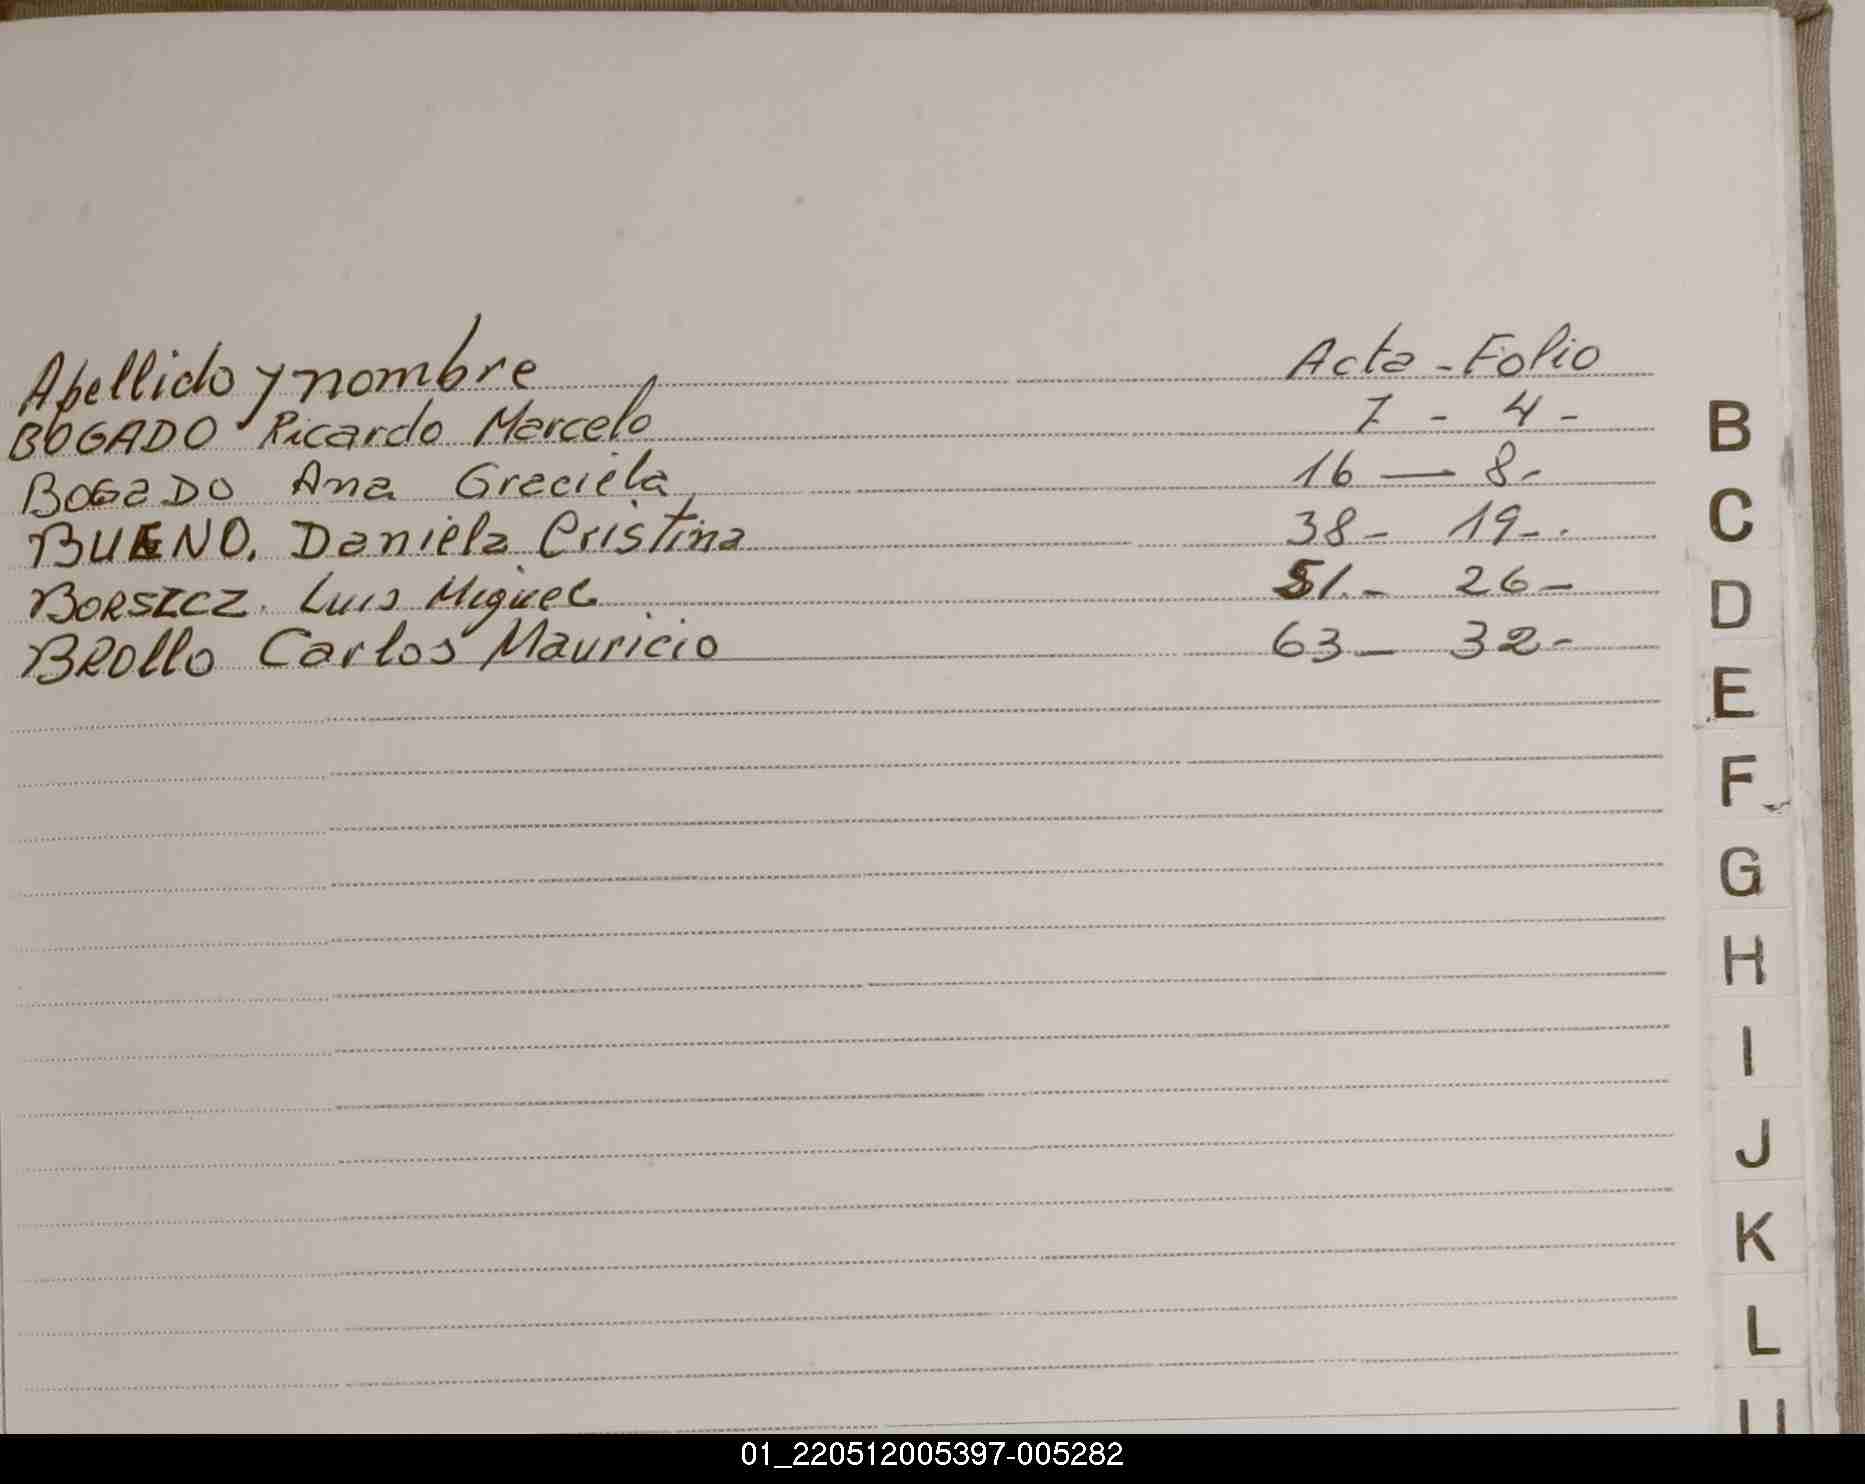 Apellido y nombre Acta - Folio
BOGADO Ricardo Marcelo 7 - 4 -
BOGADO Ana Graciela 16 — 8 -
BUENO, Daniela Cristina 38 - 19 - .
BORSZCZ. Luis Miguel 51. - 26 -
BROllo Carlos Mauricio 63 - 32 -
B
C
D
E
F
G
H
I
J
K
L
01_220512005397-005282